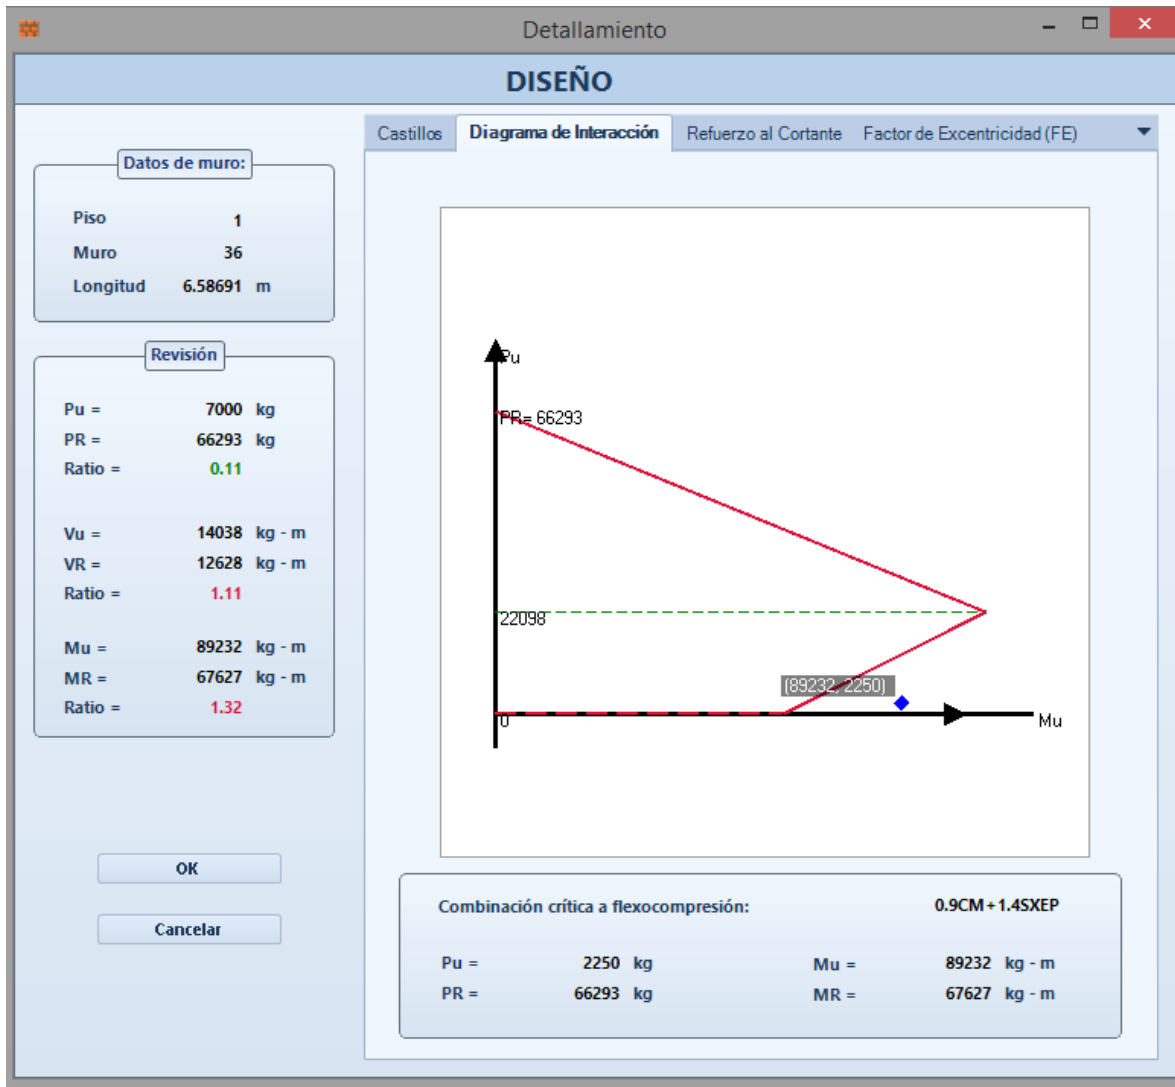 Detallamiento
DISEÑO
Castillos Diagrama de Interacción Refuerzo al Cortante Factor de Excentricidad (FE)
Datos de muro:
Piso 1
Muro 36
Longitud 6.58691 m
Revisión
Pu = 7000 kg
PR = 66293 kg
Ratio = 0.11
Vu = 14038 kg - m
VR = 12628 kg - m
Ratio = 1.11
Mu = 89232 kg - m
MR = 67627 kg - m
Ratio = 1.32
OK
Cancelar
Pu
PR= 66293
22098
(89232, 2250)
0
Mu
Combinación crítica a flexocompresión: 0.9CM+1.4SXEP
Pu = 2250 kg Mu = 89232 kg - m
PR = 66293 kg MR = 67627 kg - m